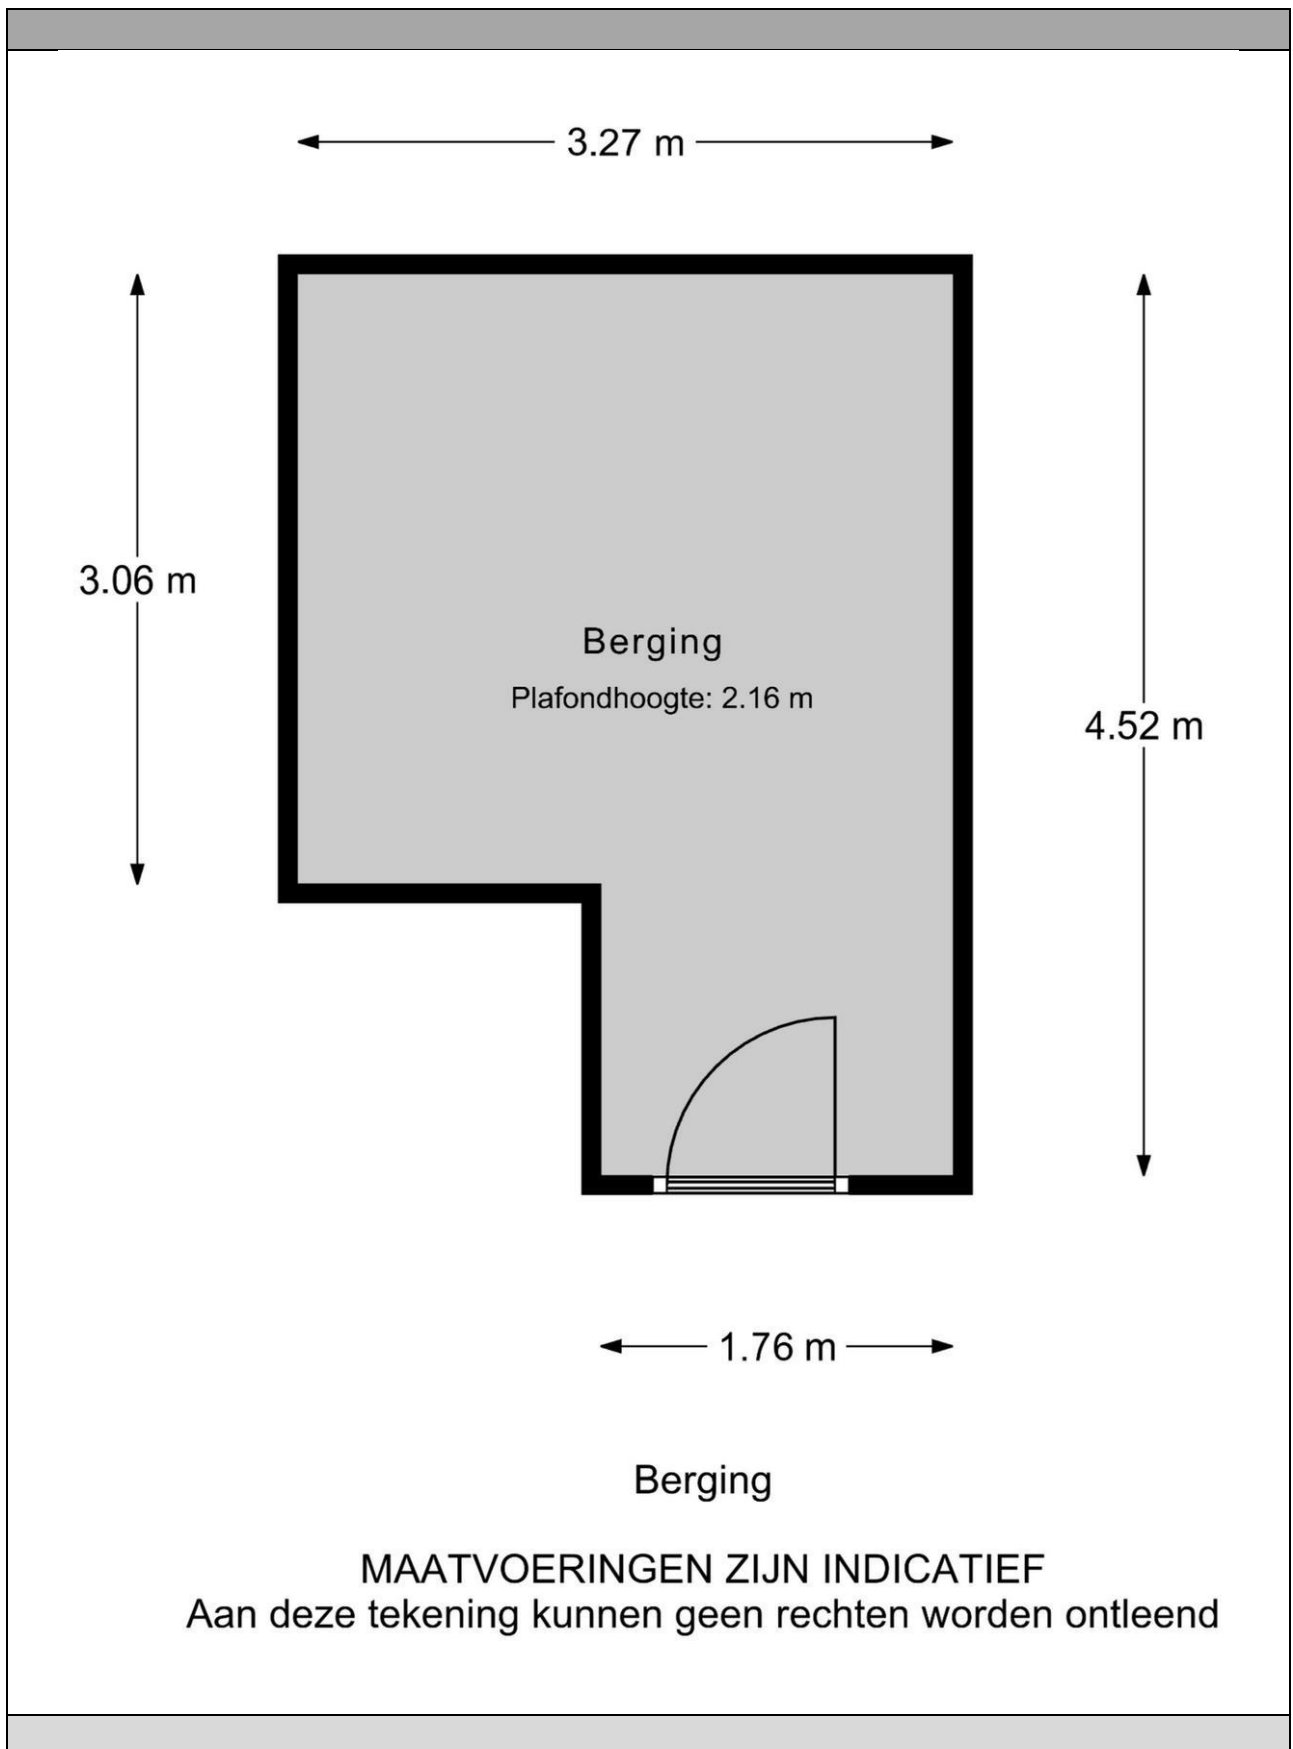 3.27 m
3.06 m
Berging
Plafondhoogte: 2.16 m
4.52 m
1.76 m
Berging
MAATVOERINGEN ZIJN INDICATIEF
Aan deze tekening kunnen geen rechten worden ontleend